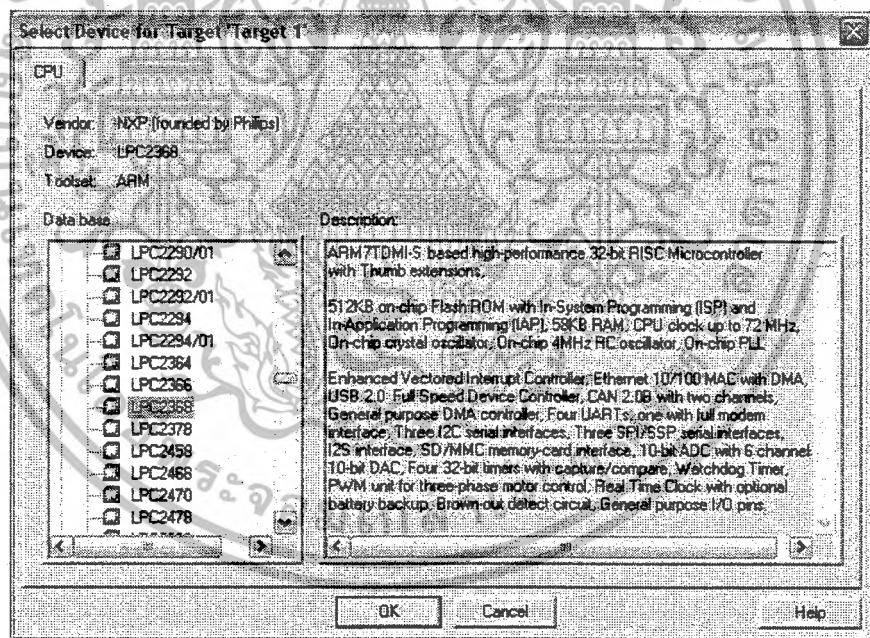 Select Device for Target 'Target 1'
CPU
Vendor: NXP (founded by Philips)
Device: LPC2368
Toolset: ARM
Data base
Description:
LPC2290/01
LPC2292
LPC2292/01
LPC2294
LPC2294/01
LPC2364
LPC2366
LPC2368
LPC2378
LPC2458
LPC2468
LPC2470
LPC2478
ARM7TDMI-S based high-performance 32-bit RISC Microcontroller
with Thumb extensions,
512KB on-chip Flash ROM with In-System Programming (ISP) and
In-Application Programming (IAP), 58KB RAM, CPU clock up to 72 MHz,
On-chip crystal oscillator, On-chip 4MHz RC oscillator, On-chip PLL
Enhanced Vectored Interrupt Controller, Ethernet 10/100 MAC with DMA,
USB 2.0 Full Speed Device Controller, CAN 2.0B with two channels,
General purpose DMA controller, Four UARTs, one with full modem
interface, Three I2C serial interfaces, Three SPI/SSP serial interfaces,
I2S interface, SD/MMC memory-card interface, 10-bit ADC with 6 channel
10-bit DAC, Four 32-bit timers with capture/compare, Watchdog Timer,
PWM unit for three-phase motor control, Real Time Clock with optional
battery backup, Brown-out detect circuit, General purpose I/O pins.
OK
Cancel
Help